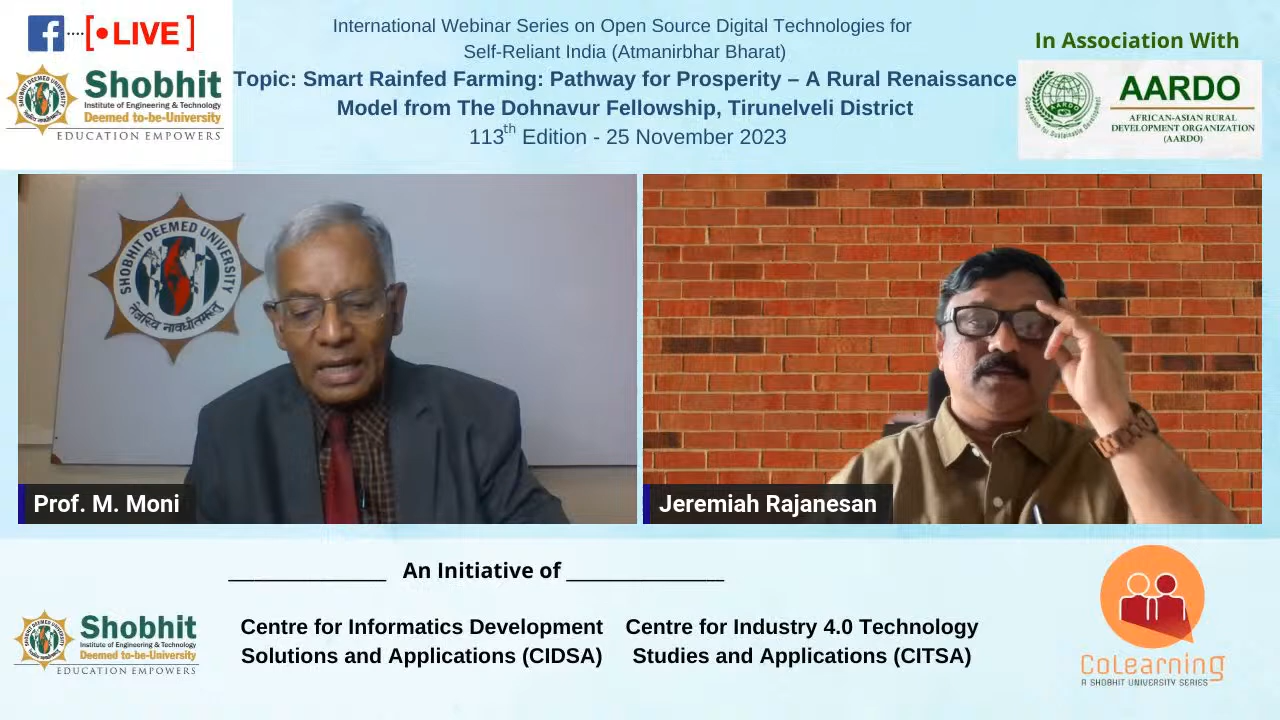 LIVE
Shobhit
Institute of Engineering & Technology
Deemed to-be-University
EDUCATION EMPOWERS
International Webinar Series on Open Source Digital Technologies for
Self-Reliant India (Atmanirbhar Bharat)
Topic: Smart Rainfed Farming: Pathway for Prosperity – A Rural Renaissance
Model from The Dohnavur Fellowship, Tirunelveli District
113th Edition - 25 November 2023
In Association With
AARDO
AFRICAN-ASIAN RURAL
DEVELOPMENT ORGANIZATION
(AARDO)
SHOBHIT DEEMED UNIVERSITY
तेजस्वि नावधीतमस्तु
Prof. M. Moni
Jeremiah Rajanesan
An Initiative of
Shobhit
Institute of Engineering & Technology
Deemed to-be-University
EDUCATION EMPOWERS
Centre for Informatics Development
Solutions and Applications (CIDSA)
Centre for Industry 4.0 Technology
Studies and Applications (CITSA)
CoLearning
A SHOBHIT UNIVERSITY SERIES